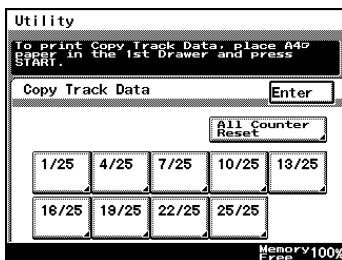 Utility
To print Copy Track Data, place A4
paper in the 1st Drawer and press
START.
Copy Track Data
Enter
All Counter
Reset
1/25 4/25 7/25 10/25 13/25
16/25 19/25 22/25 25/25
Memory 100%
Free